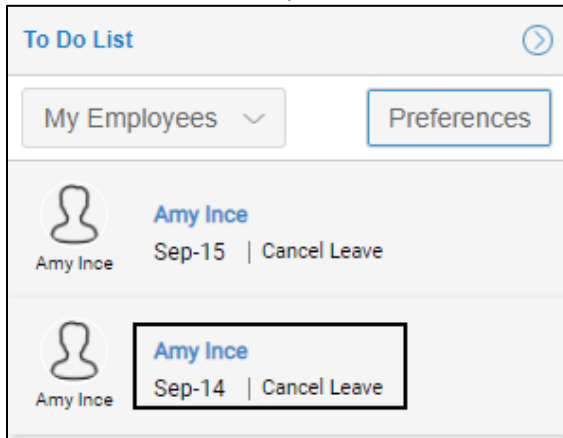 To Do List
My Employees
Preferences
Amy Ince
Sep-15 | Cancel Leave
Amy Ince
Amy Ince
Sep-14 | Cancel Leave
Amy Ince